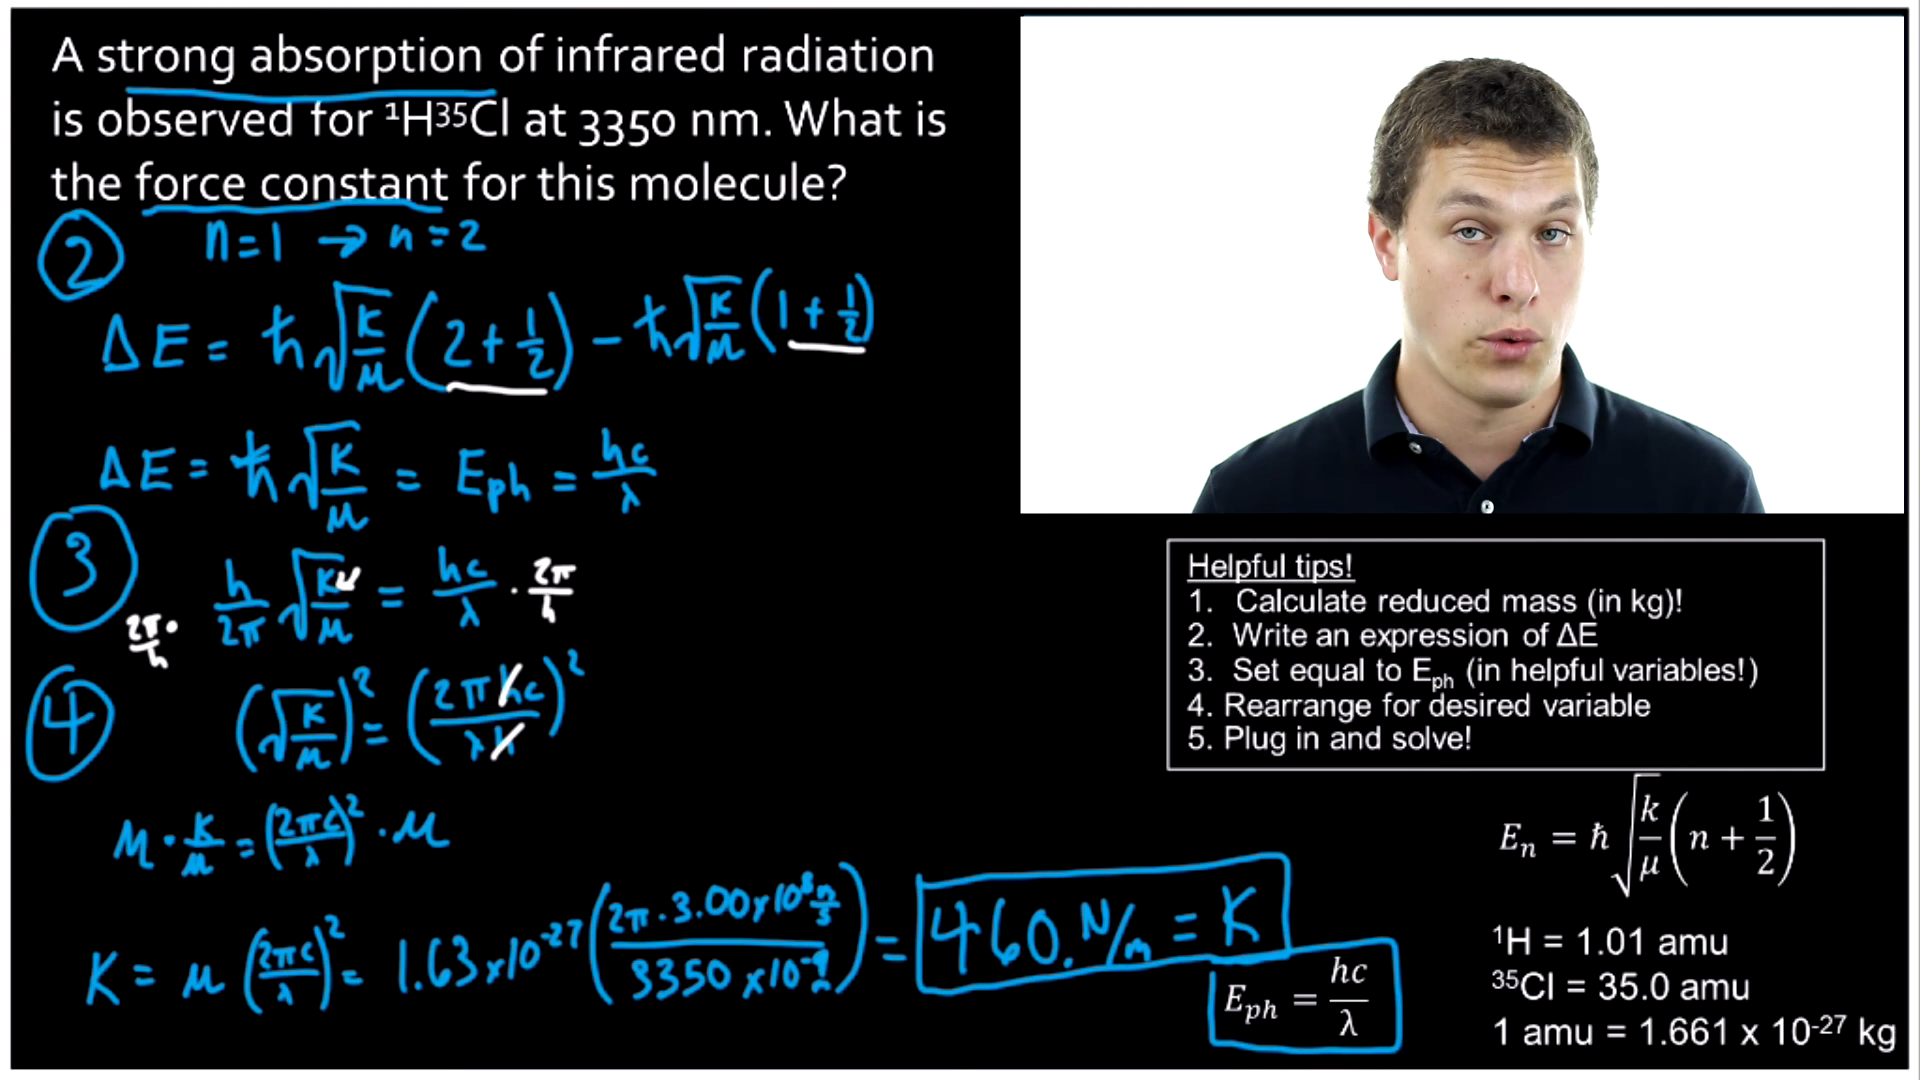 A strong absorption of infrared radiation
is observed for ¹H³⁵Cl at 3350 nm. What is
the force constant for this molecule?
② n=1 → n=2
ΔE = ħ√(K/μ) (2 + 1/2) − ħ√(K/μ) (1 + 1/2)
ΔE = ħ√(K/μ) = Eph = hc/λ
③ 2π/h · h/2π √(K/μ) = hc/λ · 2π/h
④ (√(K/μ))² = (2πhc/λh)²
μ · K/μ = (2πc/λ)² · μ
K = μ (2πc/λ)² = 1.63×10⁻²⁷ (2π · 3.00×10⁸ m/s / 3350×10⁻⁹) = 460. N/m = K
Helpful tips!
1. Calculate reduced mass (in kg)!
2. Write an expression of ΔE
3. Set equal to Eph (in helpful variables!)
4. Rearrange for desired variable
5. Plug in and solve!
Eₙ = ħ √(k/μ) (n + 1/2)
Eph = hc/λ
¹H = 1.01 amu
³⁵Cl = 35.0 amu
1 amu = 1.661 x 10⁻²⁷ kg